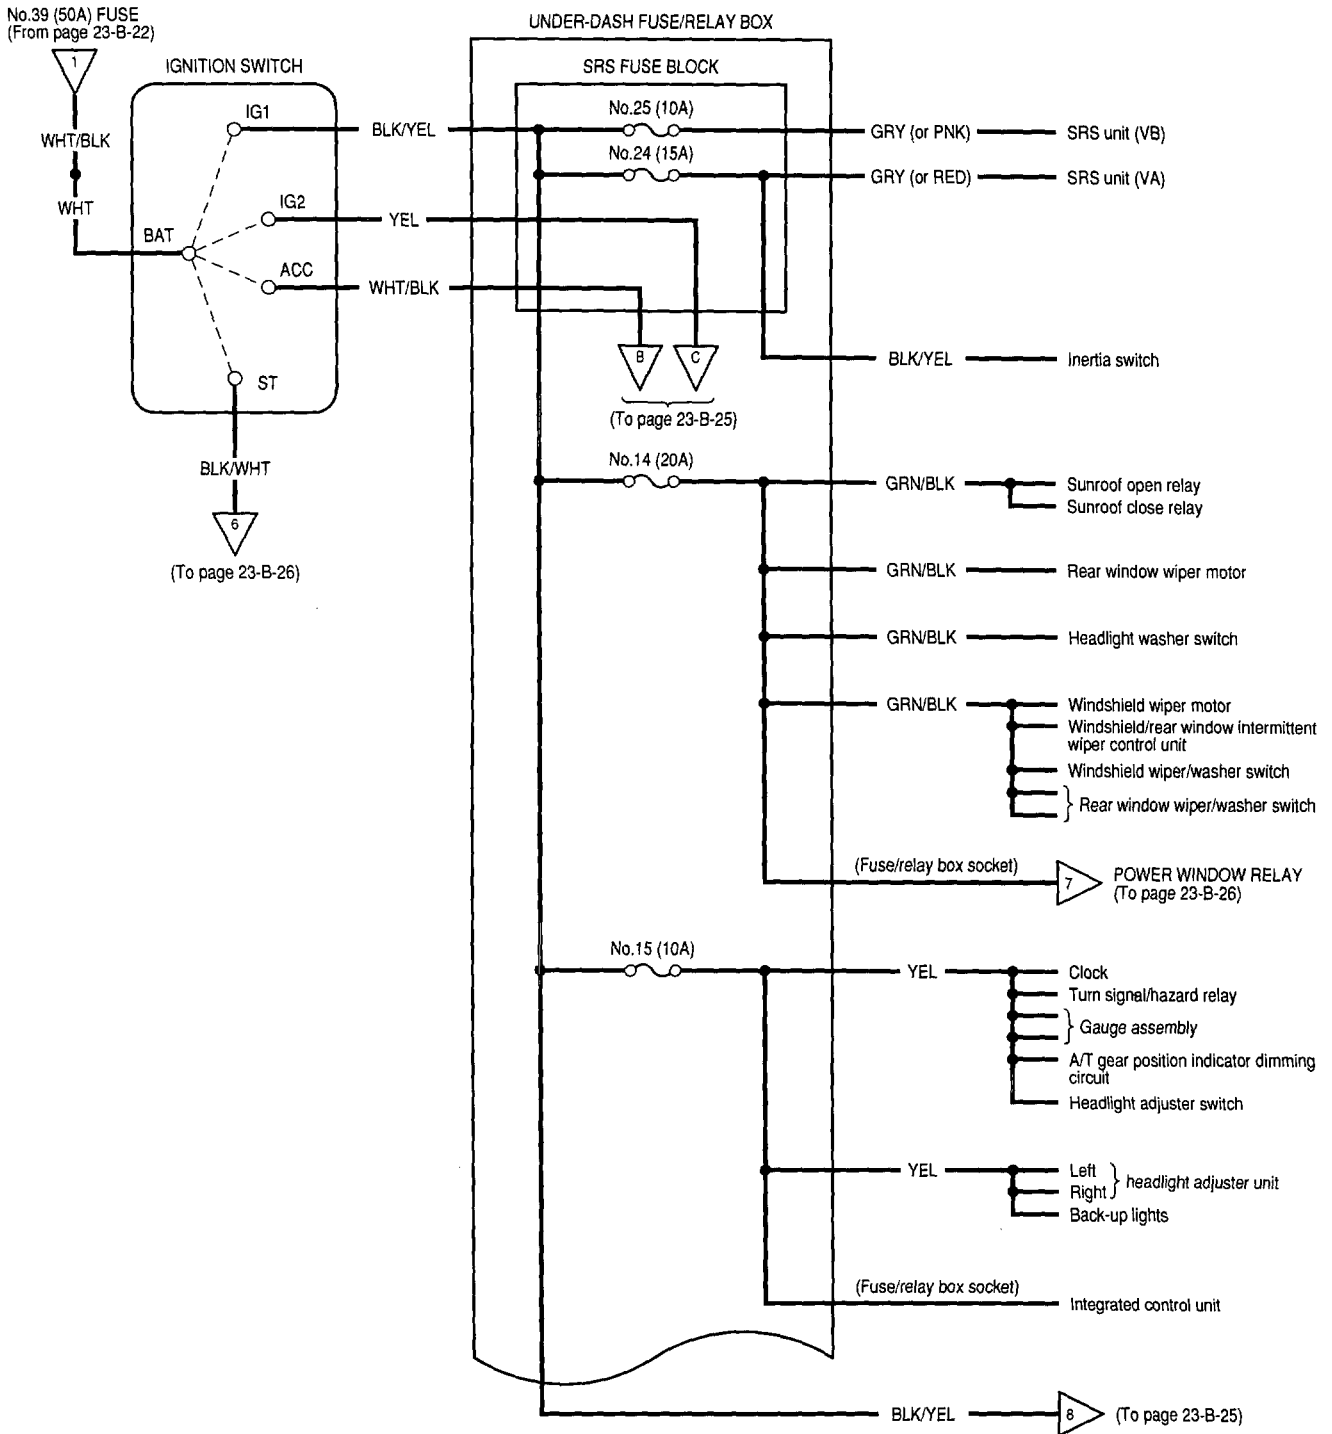 No.39 (50A) FUSE
(From page 23-B-22)
1
WHT/BLK
WHT
IGNITION SWITCH
IG1
IG2
BAT
ACC
ST
BLK/WHT
6
(To page 23-B-26)
BLK/YEL
YEL
WHT/BLK
UNDER-DASH FUSE/RELAY BOX
SRS FUSE BLOCK
No.25 (10A)
GRY (or PNK)
SRS unit (VB)
No.24 (15A)
GRY (or RED)
SRS unit (VA)
B
C
(To page 23-B-25)
BLK/YEL
Inertia switch
No.14 (20A)
GRN/BLK
Sunroof open relay
Sunroof close relay
GRN/BLK
Rear window wiper motor
GRN/BLK
Headlight washer switch
GRN/BLK
Windshield wiper motor
Windshield/rear window intermittent
wiper control unit
Windshield wiper/washer switch
Rear window wiper/washer switch
(Fuse/relay box socket)
7
POWER WINDOW RELAY
(To page 23-B-26)
No.15 (10A)
YEL
Clock
Turn signal/hazard relay
Gauge assembly
A/T gear position indicator dimming
circuit
Headlight adjuster switch
YEL
Left
Right
headlight adjuster unit
Back-up lights
(Fuse/relay box socket)
Integrated control unit
BLK/YEL
8
(To page 23-B-25)